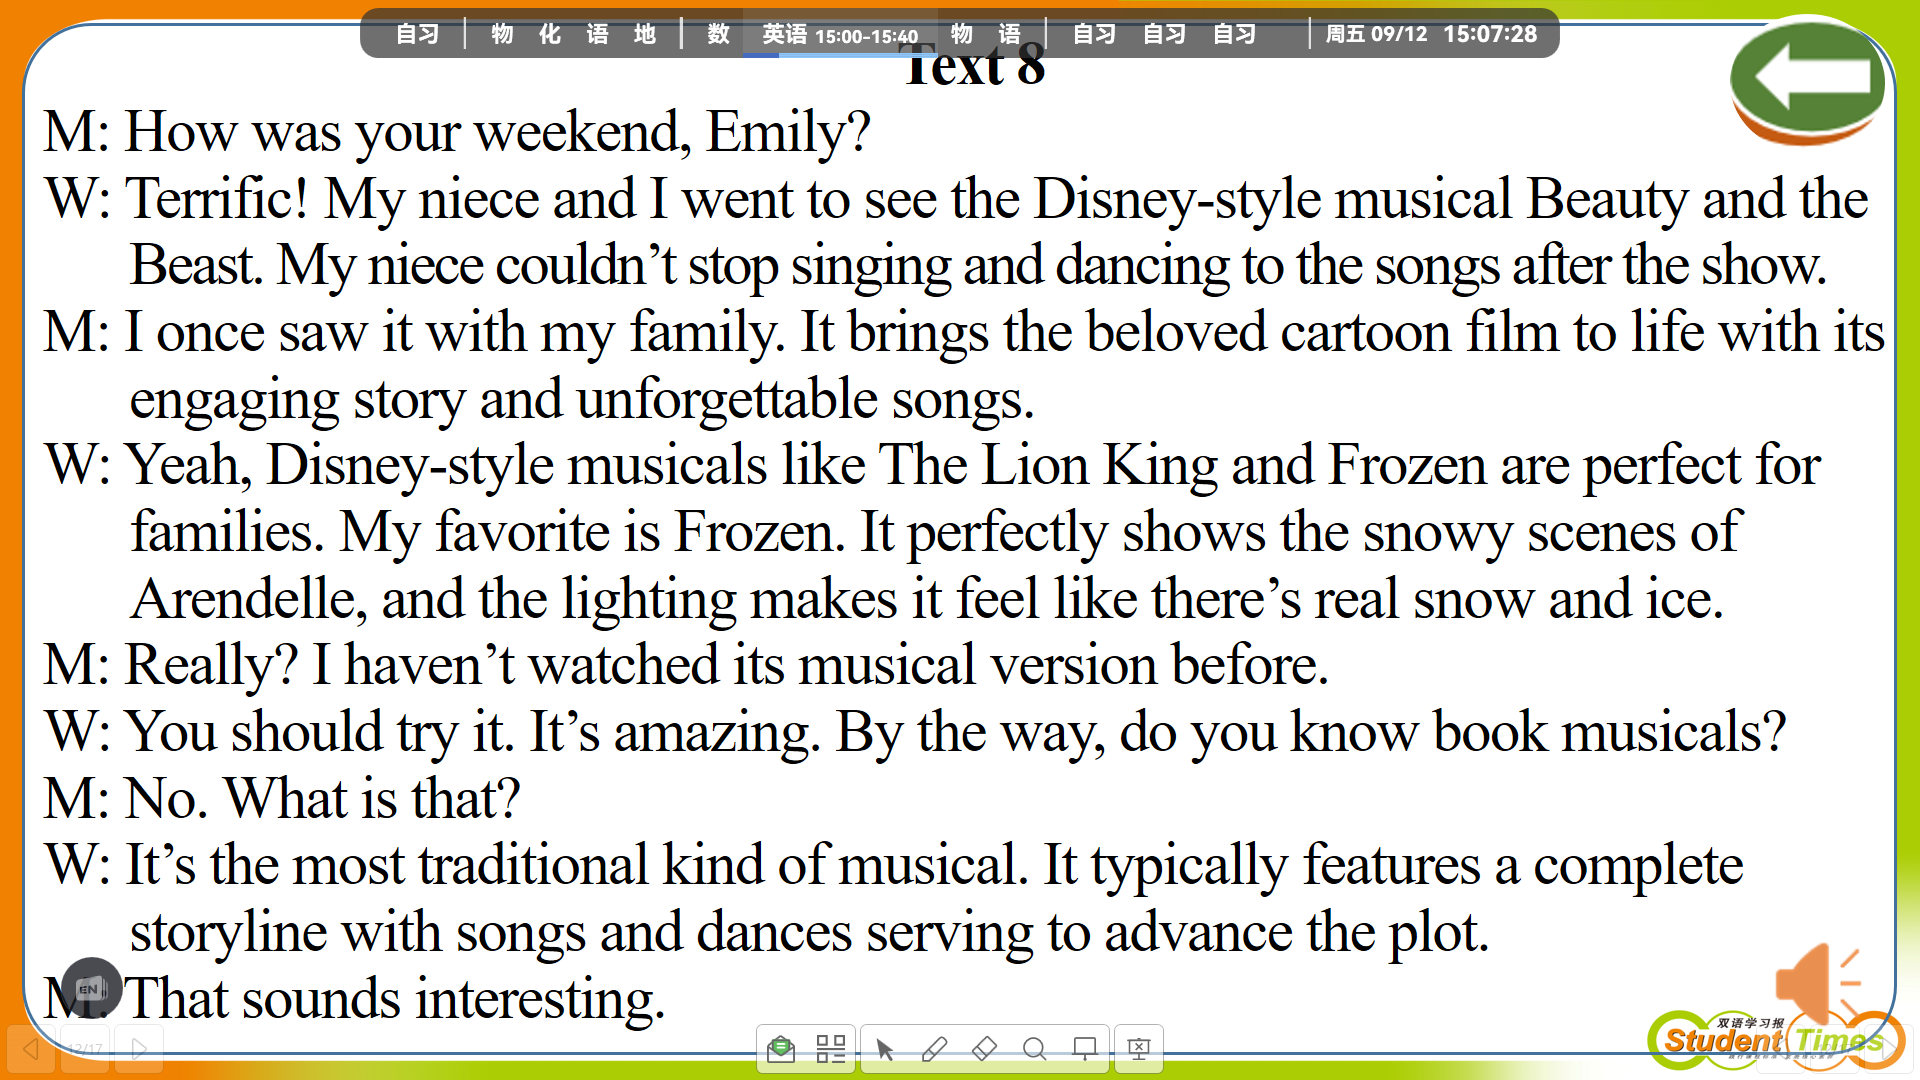 自习 物 化 语 地 数 英语 15:00-15:40 物 语 自习 自习 自习 周五 09/12 15:07:28
Text 8
M: How was your weekend, Emily?
W: Terrific! My niece and I went to see the Disney-style musical Beauty and the
Beast. My niece couldn’t stop singing and dancing to the songs after the show.
M: I once saw it with my family. It brings the beloved cartoon film to life with its
engaging story and unforgettable songs.
W: Yeah, Disney-style musicals like The Lion King and Frozen are perfect for
families. My favorite is Frozen. It perfectly shows the snowy scenes of
Arendelle, and the lighting makes it feel like there’s real snow and ice.
M: Really? I haven’t watched its musical version before.
W: You should try it. It’s amazing. By the way, do you know book musicals?
M: No. What is that?
W: It’s the most traditional kind of musical. It typically features a complete
storyline with songs and dances serving to advance the plot.
M: That sounds interesting.
EN
12/17
双语学习报
Student Times